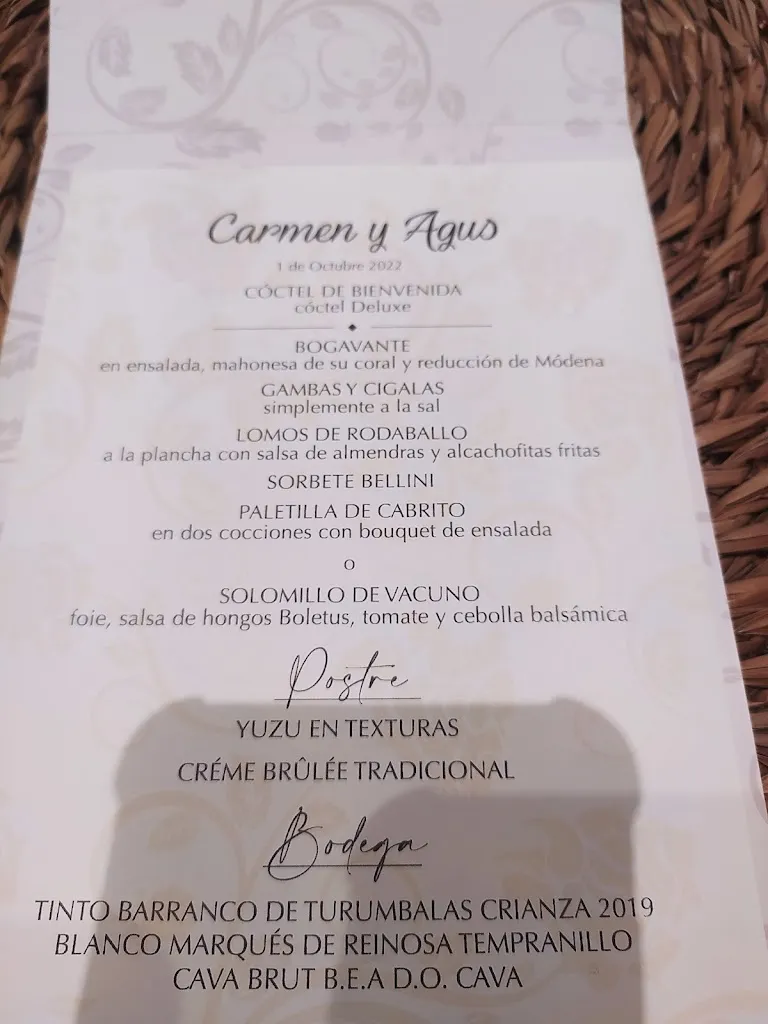 Carmen y Agus
1 de Octubre 2022
CÓCTEL DE BIENVENIDA
cóctel Deluxe
BOGAVANTE
en ensalada, mahonesa de su coral y reducción de Módena
GAMBAS Y CIGALAS
simplemente a la sal
LOMOS DE RODABALLO
a la plancha con salsa de almendras y alcachofitas fritas
SORBETE BELLINI
PALETILLA DE CABRITO
en dos cocciones con bouquet de ensalada
o
SOLOMILLO DE VACUNO
foie, salsa de hongos Boletus, tomate y cebolla balsámica
Postre
YUZU EN TEXTURAS
CRÉME BRÛLÉE TRADICIONAL
Bodega
TINTO BARRANCO DE TURUMBALAS CRIANZA 2019
BLANCO MARQUÉS DE REINOSA TEMPRANILLO
CAVA BRUT B.E.A D.O. CAVA